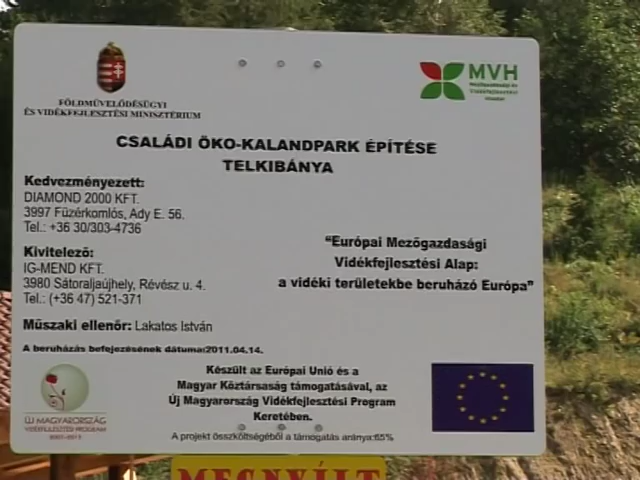 FÖLDMŰVELŐDÉSÜGYI
ÉS VIDÉKFEJLESZTÉSI MINISZTÉRIUM
MVH
Mezőgazdasági és
Vidékfejlesztési
Hivatal
CSALÁDI ÖKO-KALANDPARK ÉPÍTÉSE
TELKIBÁNYA
Kedvezményezett:
DIAMOND 2000 KFT.
3997 Füzérkomlós, Ady E. 56.
Tel.: +36 30/303-4736
Kivitelező:
IG-MEND KFT.
3980 Sátoraljaújhely, Révész u. 4.
Tel.: (+36 47) 521-371
Műszaki ellenőr: Lakatos István
A beruházás befejezésének dátuma:2011.04.14.
"Európai Mezőgazdasági
Vidékfejlesztési Alap:
a vidéki területekbe beruházó Európa"
ÚJ MAGYARORSZÁG
VIDÉKFEJLESZTÉSI PROGRAM
2007-2013
Készült az Európai Unió és a
Magyar Köztársaság támogatásával, az
Új Magyarország Vidékfejlesztési Program
Keretében.
A projekt összköltségéből a támogatás aránya:65%
MEGNYÍLT